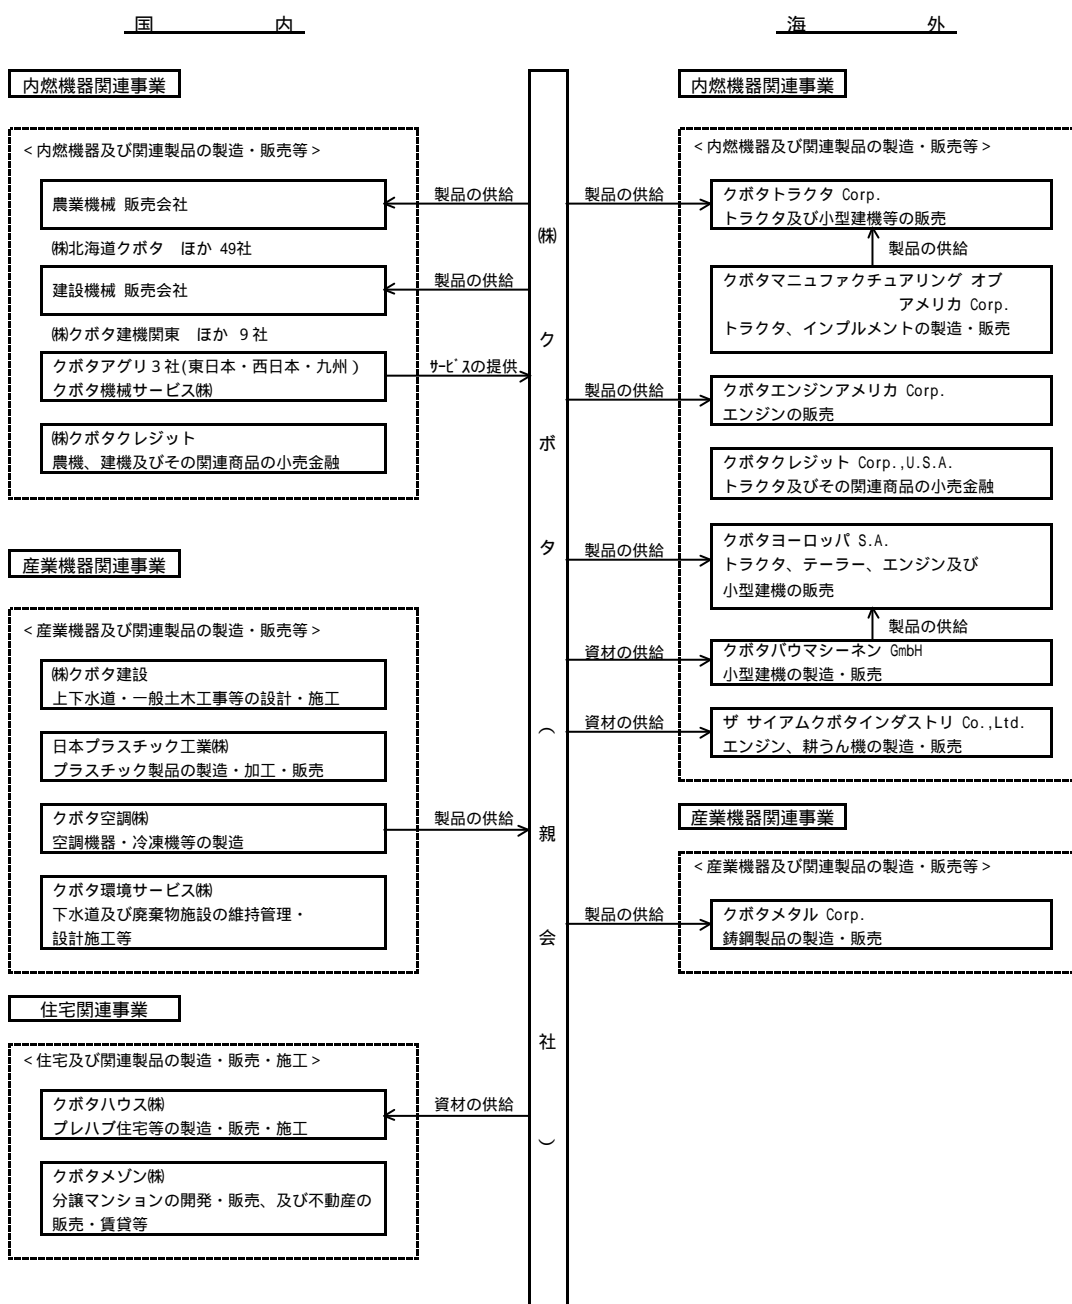 国　　　　　　内
内燃機器関連事業
<内燃機器及び関連製品の製造・販売等>
農業機械 販売会社
㈱北海道クボタ　ほか 49社
建設機械 販売会社
㈱クボタ建機関東　ほか 9社
クボタアグリ3社(東日本・西日本・九州)
クボタ機械サービス㈱
㈱クボタクレジット
農機、建機及びその関連商品の小売金融
製品の供給
製品の供給
ｻｰﾋﾞｽの提供
産業機器関連事業
<産業機器及び関連製品の製造・販売等>
㈱クボタ建設
上下水道・一般土木工事等の設計・施工
日本プラスチック工業㈱
プラスチック製品の製造・加工・販売
クボタ空調㈱
空調機器・冷凍機等の製造
製品の供給
クボタ環境サービス㈱
下水道及び廃棄物施設の維持管理・
設計施工等
住宅関連事業
<住宅及び関連製品の製造・販売・施工>
クボタハウス㈱
プレハブ住宅等の製造・販売・施工
資材の供給
クボタメゾン㈱
分譲マンションの開発・販売、及び不動産の
販売・賃貸等
㈱クボタ（親会社）
海　　　　　　外
内燃機器関連事業
<内燃機器及び関連製品の製造・販売等>
製品の供給
クボタトラクタ Corp.
トラクタ及び小型建機等の販売
製品の供給
クボタマニュファクチュアリング オブ
アメリカ Corp.
トラクタ、インプルメントの製造・販売
製品の供給
クボタエンジンアメリカ Corp.
エンジンの販売
クボタクレジット Corp.,U.S.A.
トラクタ及びその関連商品の小売金融
製品の供給
クボタヨーロッパ S.A.
トラクタ、テーラー、エンジン及び
小型建機の販売
製品の供給
資材の供給
クボタバウマシーネン GmbH
小型建機の製造・販売
資材の供給
ザ サイアムクボタインダストリ Co.,Ltd.
エンジン、耕うん機の製造・販売
産業機器関連事業
<産業機器及び関連製品の製造・販売等>
製品の供給
クボタメタル Corp.
鋳鋼製品の製造・販売